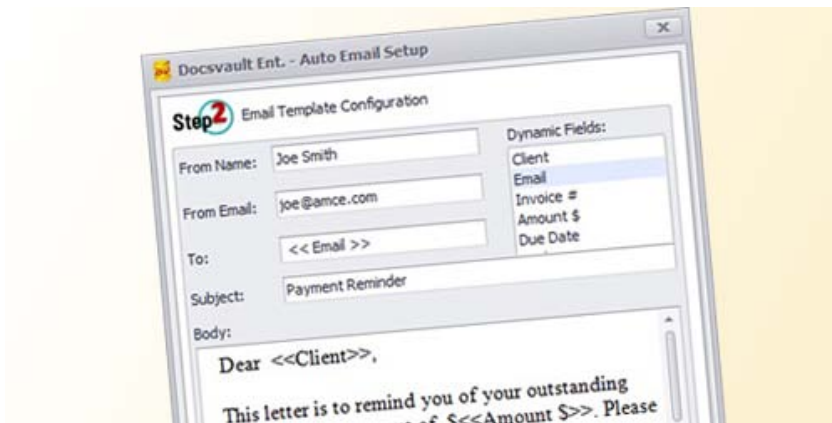 Docsvault Ent. - Auto Email Setup
Step2 Email Template Configuration
From Name: Joe Smith
From Email: joe@amce.com
To: << Email >>
Subject: Payment Reminder
Dynamic Fields:
Client
Email
Invoice #
Amount $
Due Date
Body:
Dear <<Client>>,
This letter is to remind you of your outstanding
of $<<Amount $>>. Please